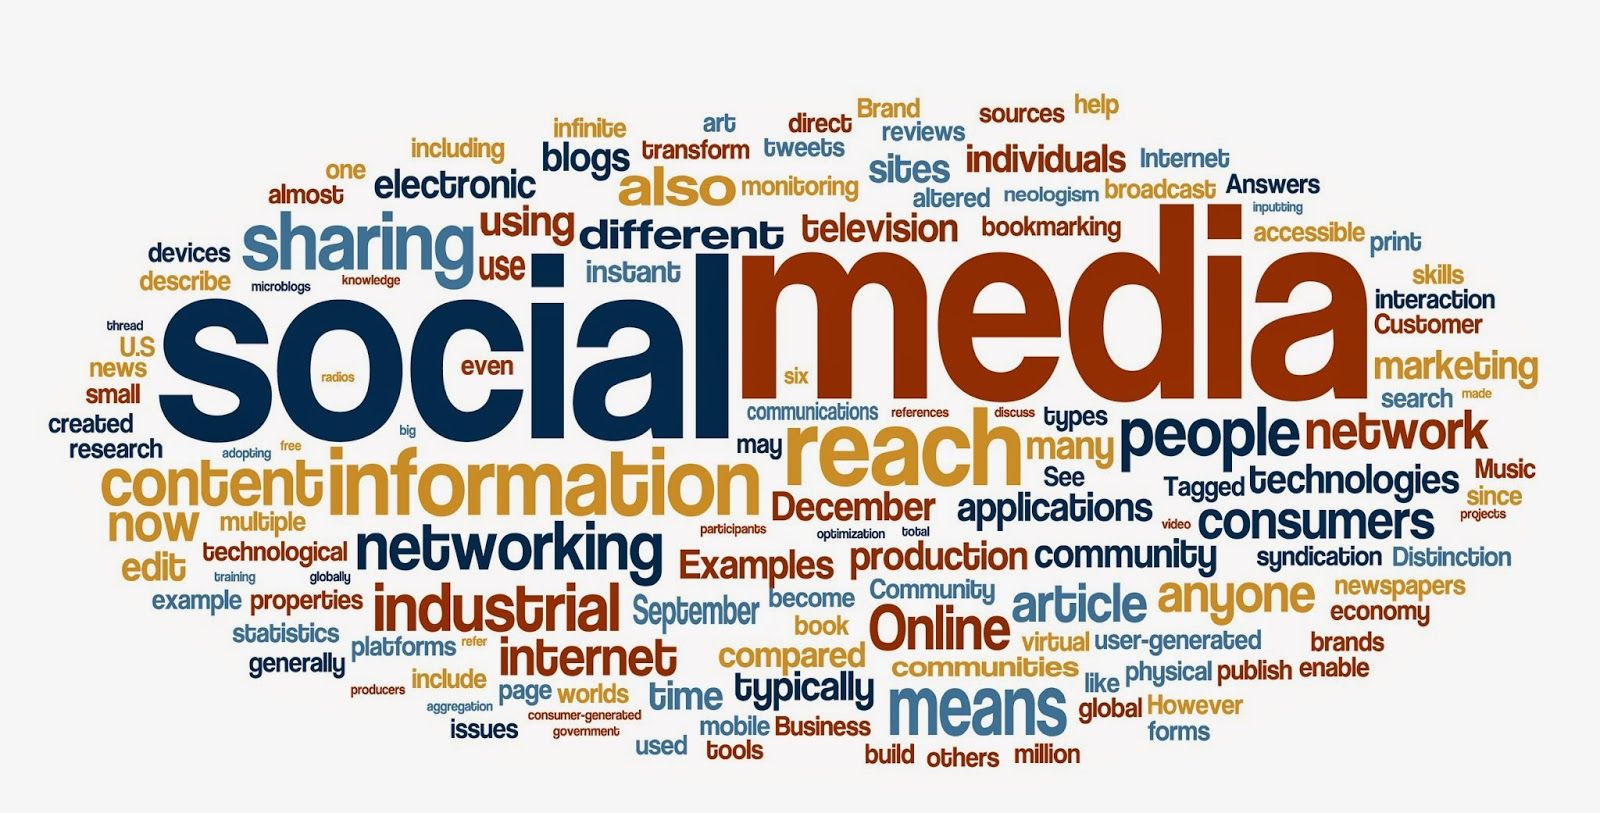 Brand
sources
help
infinite
art
direct
reviews
including
blogs
transform
tweets
sites
individuals
Internet
one
almost
electronic
also
monitoring
altered
neologism
broadcast
Answers
inputting
sharing
using
different
television
bookmarking
accessible
print
devices
describe
microblogs
knowledge
use
instant
skills
interaction
Customer
social
media
thread
U.S
news
small
radios
even
six
marketing
search
made
created
research
adopting
free
big
communications
references
discuss
types
may
reach
many
people
network
See
content
information
December
applications
Tagged
technologies
Music
since
projects
now
multiple
participants
optimization
total
video
consumers
edit
technological
networking
Examples
production
community
syndication
Distinction
training
globally
example
properties
industrial
September
become
Community
article
anyone
newspapers
economy
statistics
platforms
refer
book
Online
virtual
user-generated
brands
generally
internet
compared
communities
like
physical
publish
enable
producers
include
page
worlds
time
typically
means
global
However
aggregation
consumer-generated
issues
government
mobile
Business
forms
used
tools
build
others
million